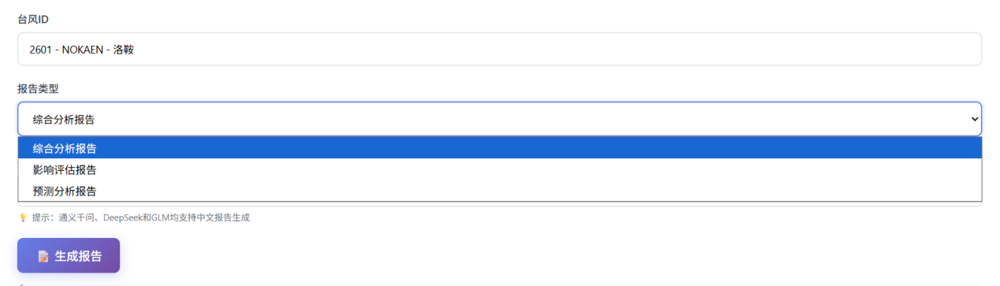 台风ID
2601 - NOKAEN - 洛鞍
报告类型
综合分析报告
综合分析报告
影响评估报告
预测分析报告
提示：通义千问、DeepSeek和GLM均支持中文报告生成
生成报告